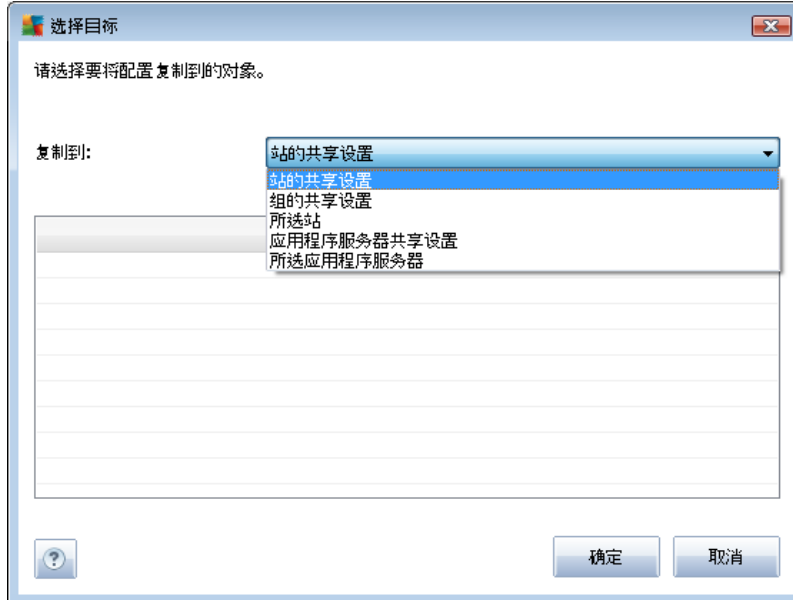 选择目标
请选择要将配置复制到的对象。
复制到:
站的共享设置
站的共享设置
组的共享设置
所选站
应用程序服务器共享设置
所选应用程序服务器
?
确定
取消